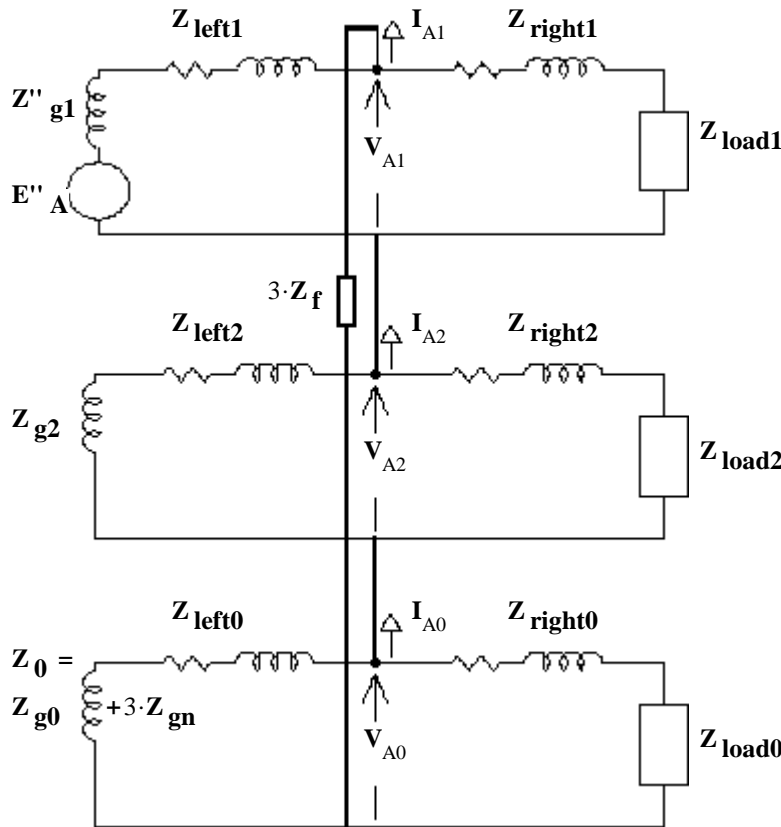 Z left1 I A1 Z right1
Z" g1
V A1
Z load1
E" A
3·Z f
Z left2 I A2 Z right2
Z g2
V A2
Z load2
Z left0 I A0 Z right0
Z 0 =
Z g0 +3·Z gn
V A0
Z load0